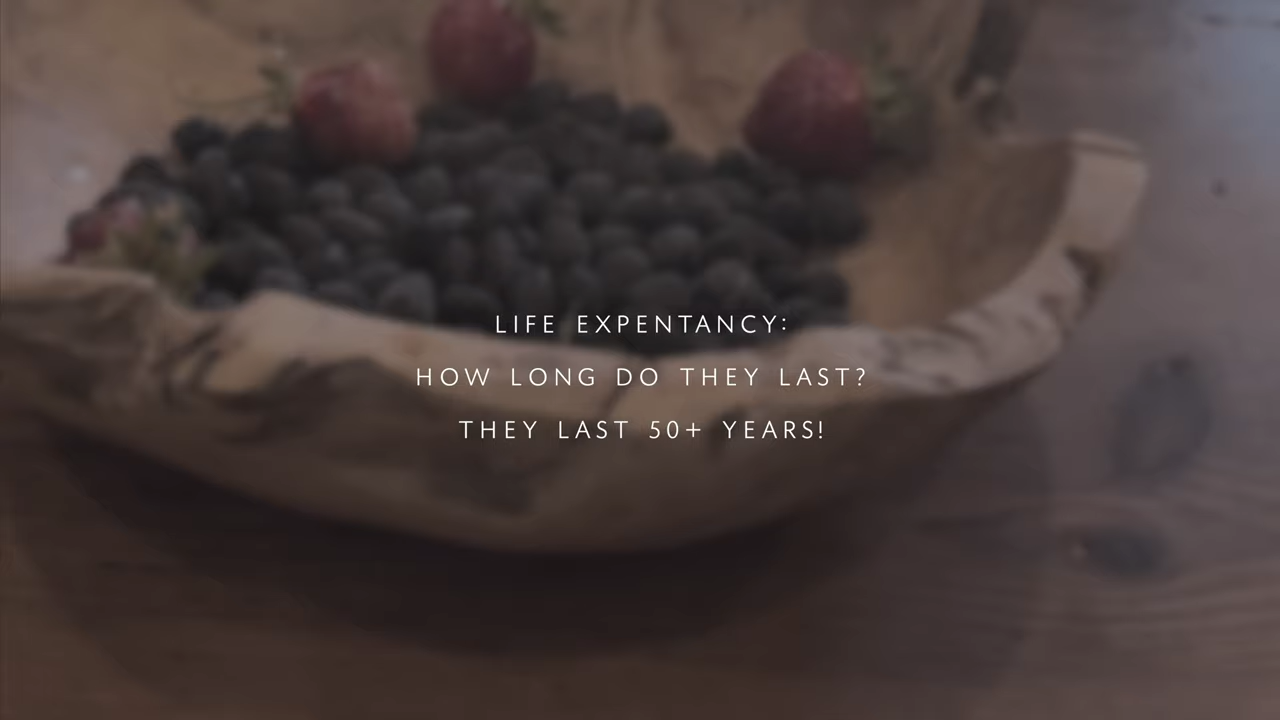 LIFE EXPENTANCY:
HOW LONG DO THEY LAST?
THEY LAST 50+ YEARS!